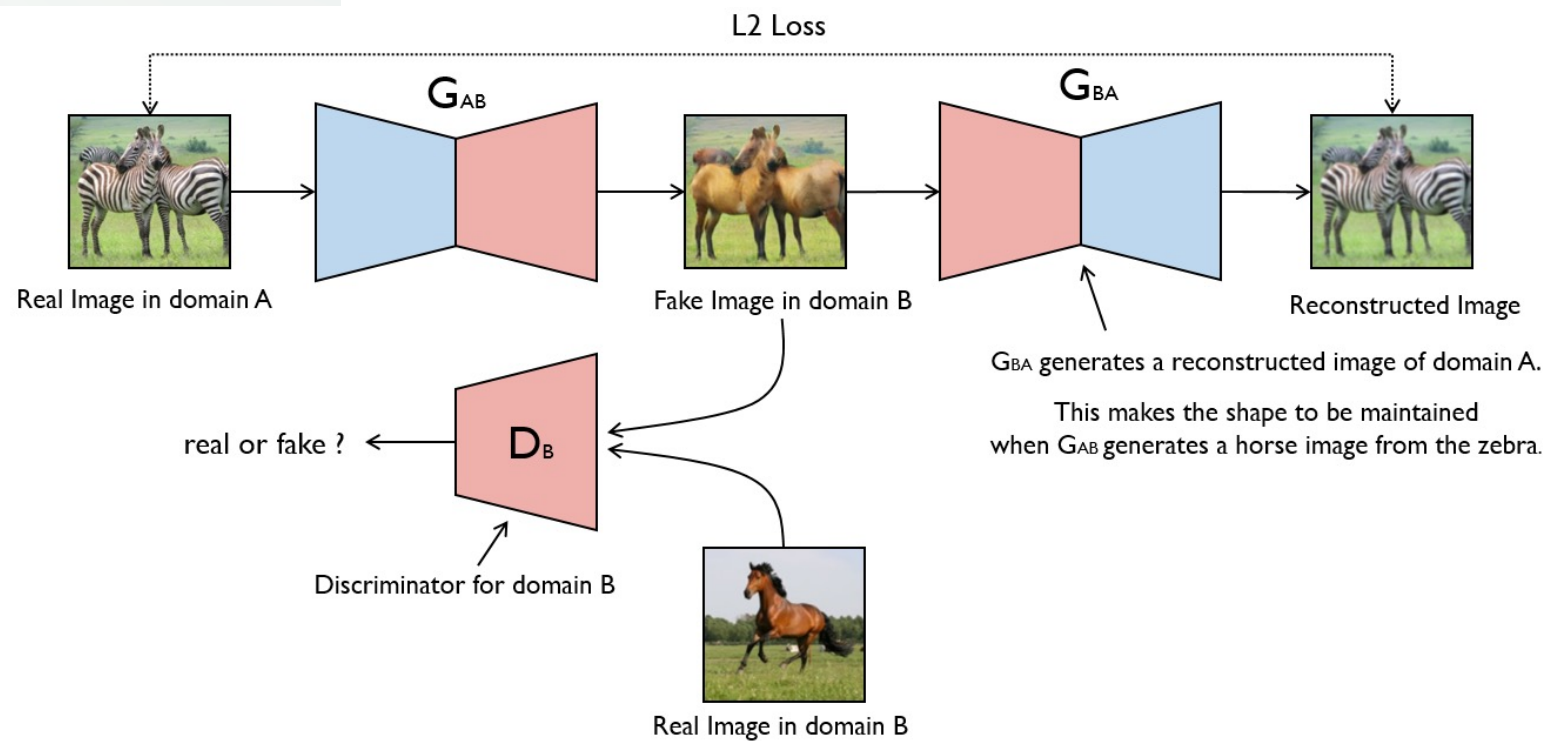 L2 Loss
GAB
GBA
Real Image in domain A
Fake Image in domain B
Reconstructed Image
GBA generates a reconstructed image of domain A.
This makes the shape to be maintained
when GAB generates a horse image from the zebra.
real or fake ?
DB
Discriminator for domain B
Real Image in domain B